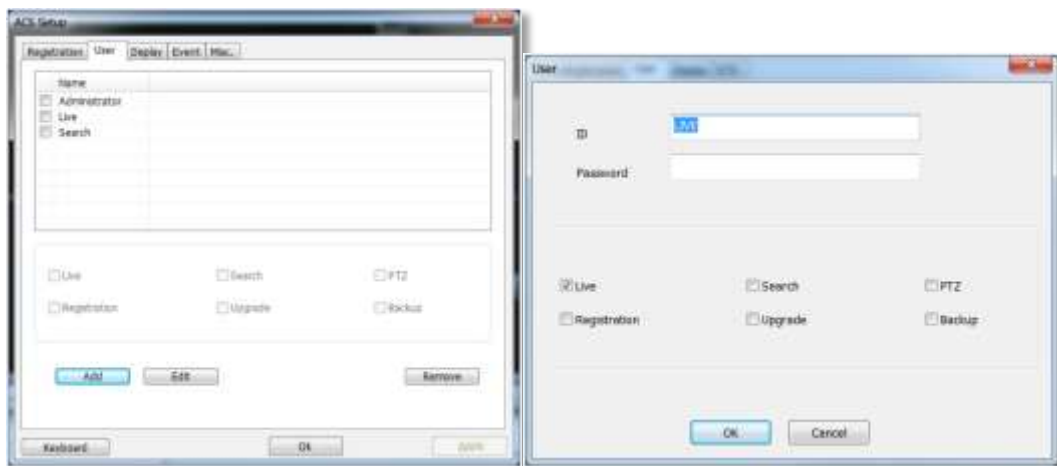 ACS Setup
Registration User Display Event Misc.
Name
Administrator
Live
Search
Live Search PTZ
Registration Upgrade Backup
Add Edit Remove
Keyboard Ok Apply
User
ID
Password
Live Search PTZ
Registration Upgrade Backup
OK Cancel